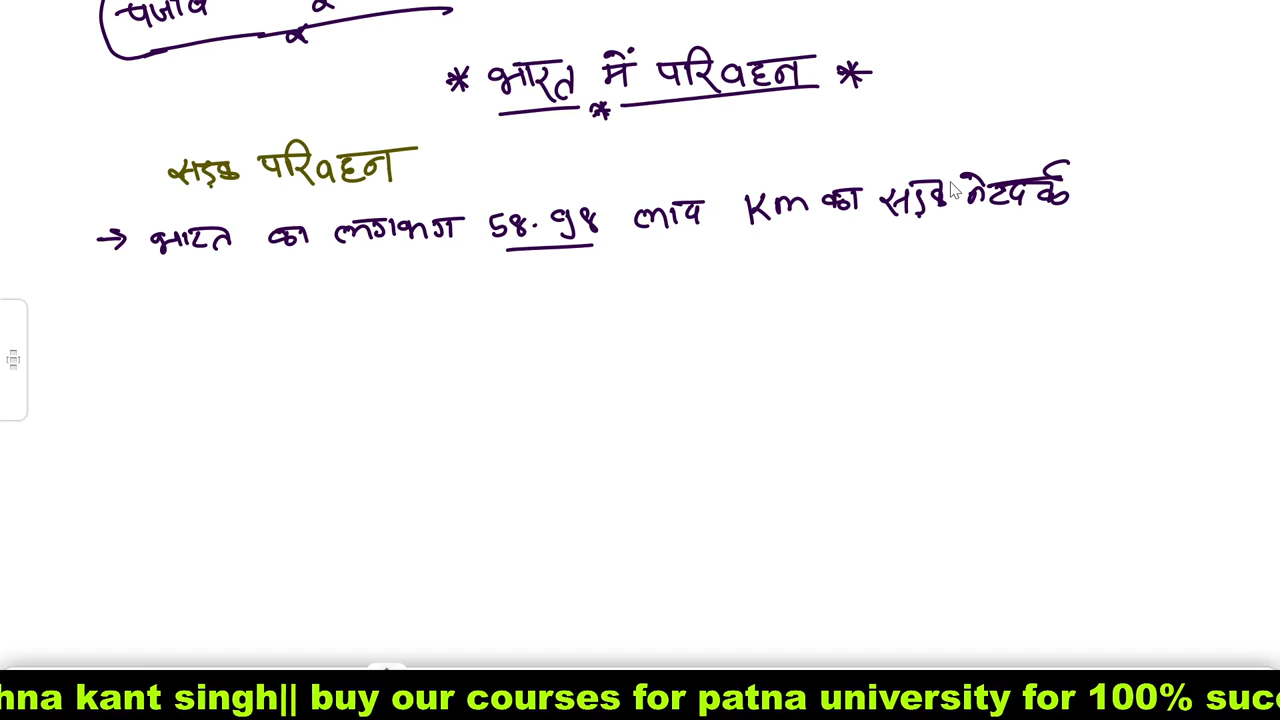 पंजाब
* भारत में परिवहन *
*
सड़क परिवहन
→ भारत का लगभग 58.98 लाख Km का सड़क नेटवर्क
hna kant singh|| buy our courses for patna university for 100% succ